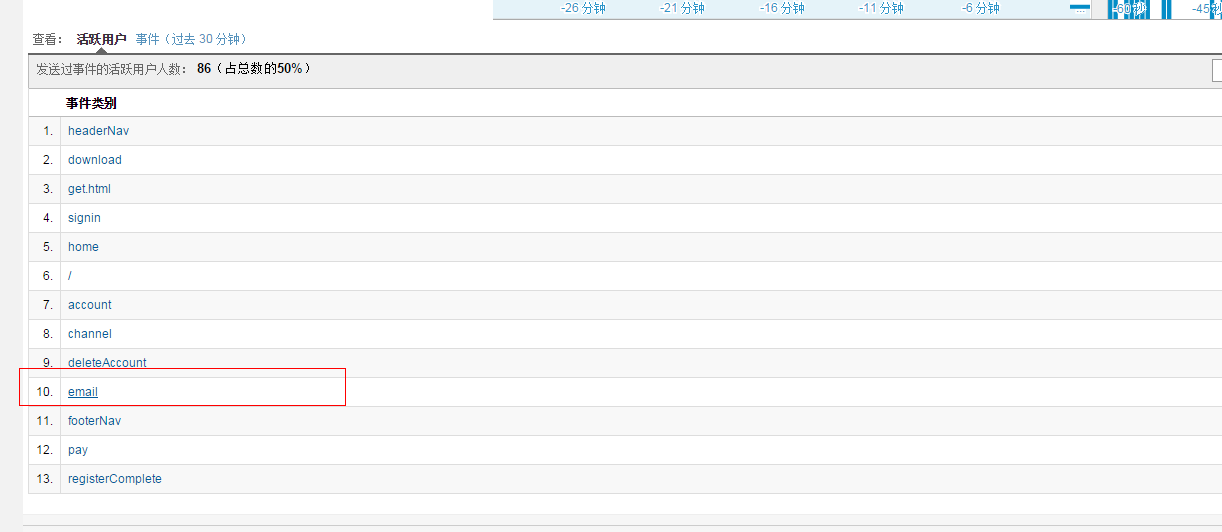 -26 分钟 -21 分钟 -16 分钟 -11 分钟 -6 分钟 ... -60 秒
查看： 活跃用户 事件（过去 30 分钟）
发送过事件的活跃用户人数： 86（占总数的50%）
事件类别
1. headerNav
2. download
3. get.html
4. signin
5. home
6. /
7. account
8. channel
9. deleteAccount
10. email
11. footerNav
12. pay
13. registerComplete